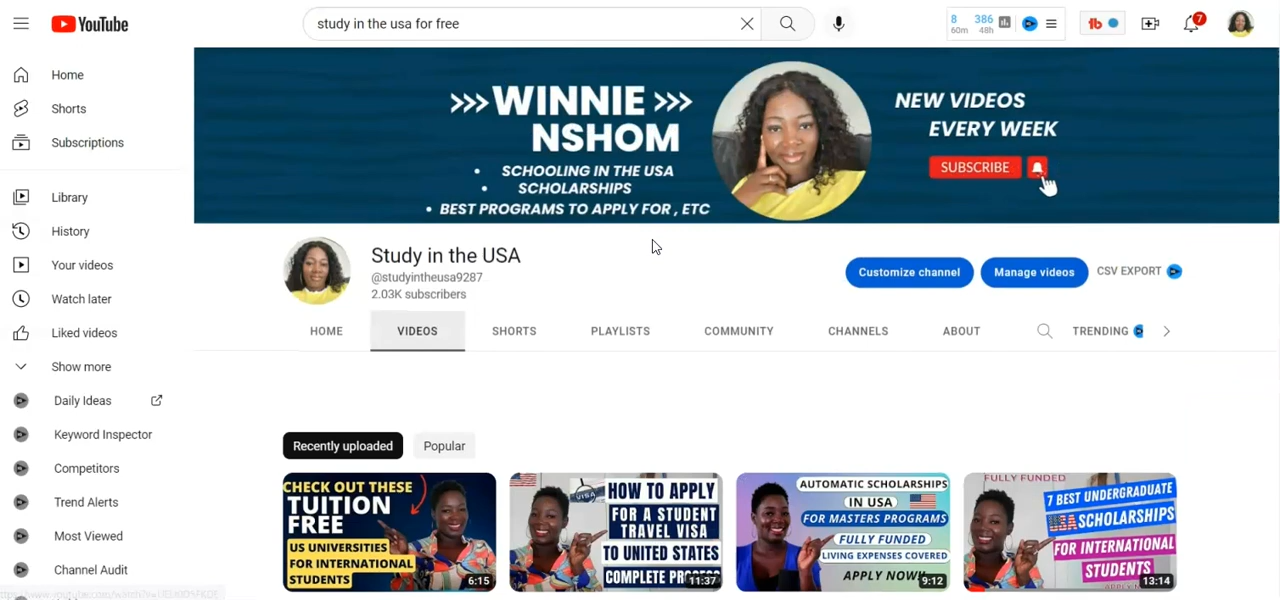 YouTube
study in the usa for free
8
60m
386
48h
7
Home
Shorts
Subscriptions
Library
History
Your videos
Watch later
Liked videos
Show more
Daily Ideas
Keyword Inspector
Competitors
Trend Alerts
Most Viewed
Channel Audit
>>> WINNIE >>>
NSHOM
• SCHOOLING IN THE USA
• SCHOLARSHIPS
• BEST PROGRAMS TO APPLY FOR , ETC
NEW VIDEOS
EVERY WEEK
SUBSCRIBE
Study in the USA
@studyintheusa9287
2.03K subscribers
Customize channel
Manage videos
CSV EXPORT
HOME
VIDEOS
SHORTS
PLAYLISTS
COMMUNITY
CHANNELS
ABOUT
TRENDING
Recently uploaded
Popular
CHECK OUT THESE
TUITION
FREE
US UNIVERSITIES
FOR INTERNATIONAL
STUDENTS
6:15
VISA
HOW TO APPLY
FOR A STUDENT
TRAVEL VISA
TO UNITED STATES
COMPLETE
11:37
AUTOMATIC SCHOLARSHIPS
IN USA
FOR MASTERS PROGRAMS
FULLY FUNDED
LIVING EXPENSES COVERED
APPLY NOW
9:12
FULLY FUNDED
7 BEST UNDERGRADUATE
USA SCHOLARSHIPS
FOR INTERNATIONAL
STUDENTS
13:14